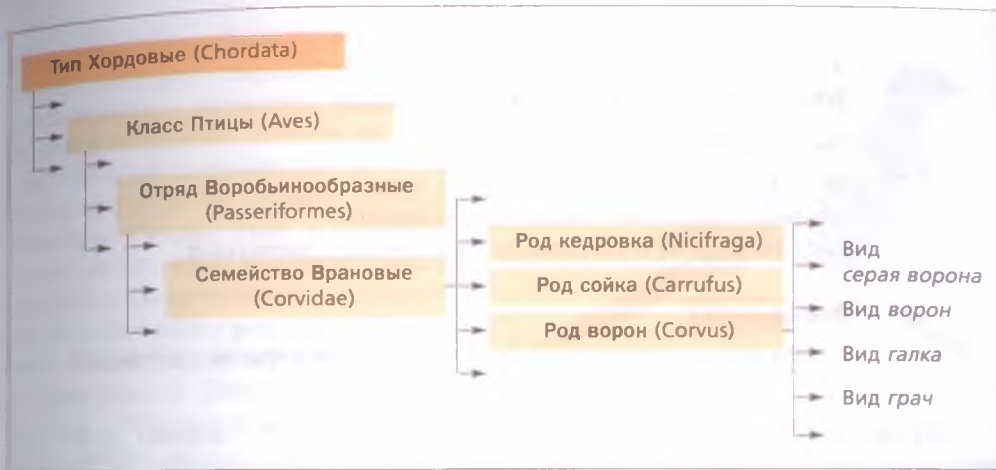 Тип Хордовые (Chordata)
Класс Птицы (Aves)
Отряд Воробьинообразные
(Passeriformes)
Семейство Врановые
(Corvidae)
Род кедровка (Nicifraga)
Род сойка (Carrufus)
Род ворон (Corvus)
Вид
серая ворона
Вид ворон
Вид галка
Вид грач